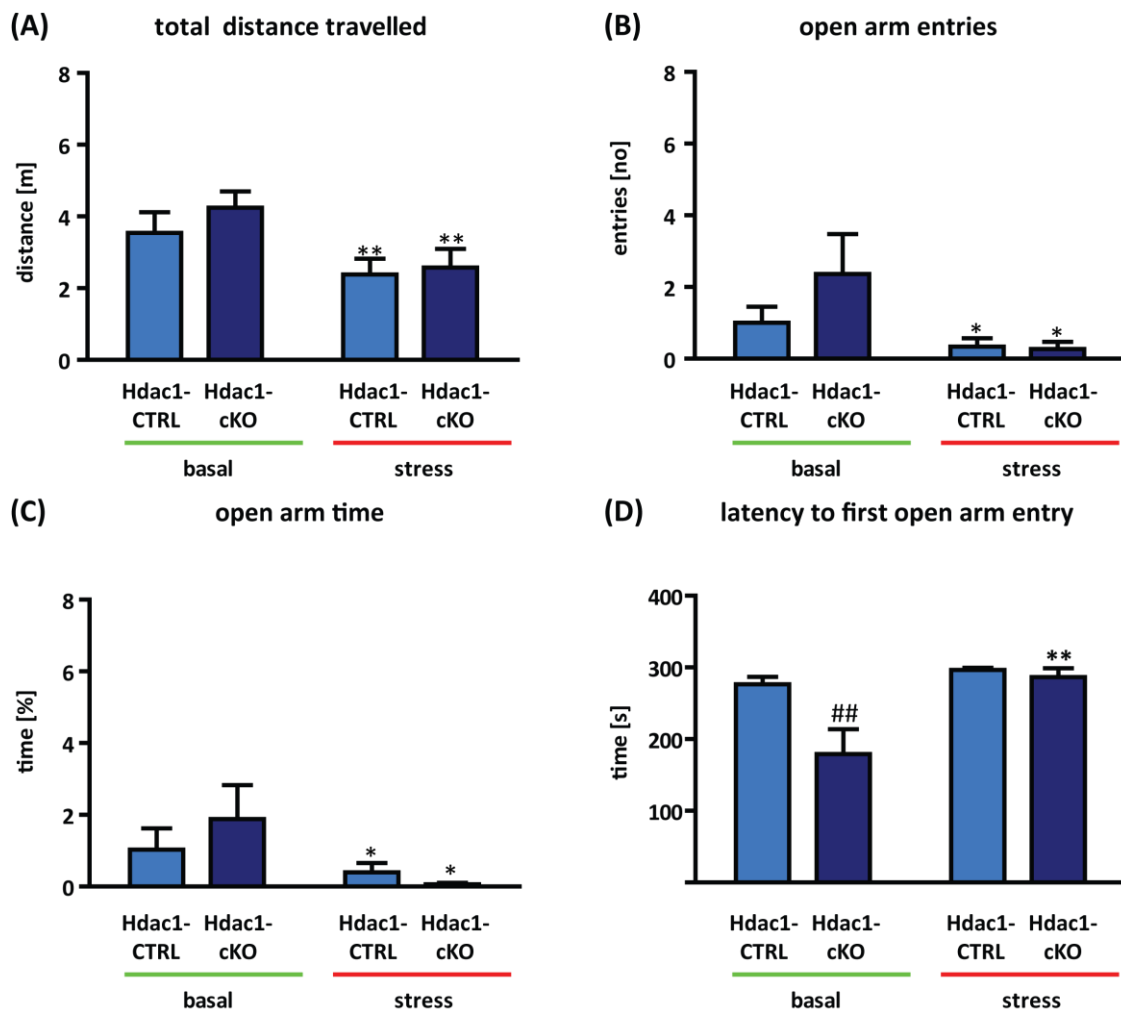 (A) total distance travelled
8
6
4
2
0
distance [m]
** **
Hdac1- Hdac1- Hdac1- Hdac1-
CTRL cKO CTRL cKO
basal stress
(B) open arm entries
8
6
4
2
0
entries [no]
* *
Hdac1- Hdac1- Hdac1- Hdac1-
CTRL cKO CTRL cKO
basal stress
(C) open arm time
8
6
4
2
0
time [%]
* *
Hdac1- Hdac1- Hdac1- Hdac1-
CTRL cKO CTRL cKO
basal stress
(D) latency to first open arm entry
400
300
200
100
time [s]
## **
Hdac1- Hdac1- Hdac1- Hdac1-
CTRL cKO CTRL cKO
basal stress